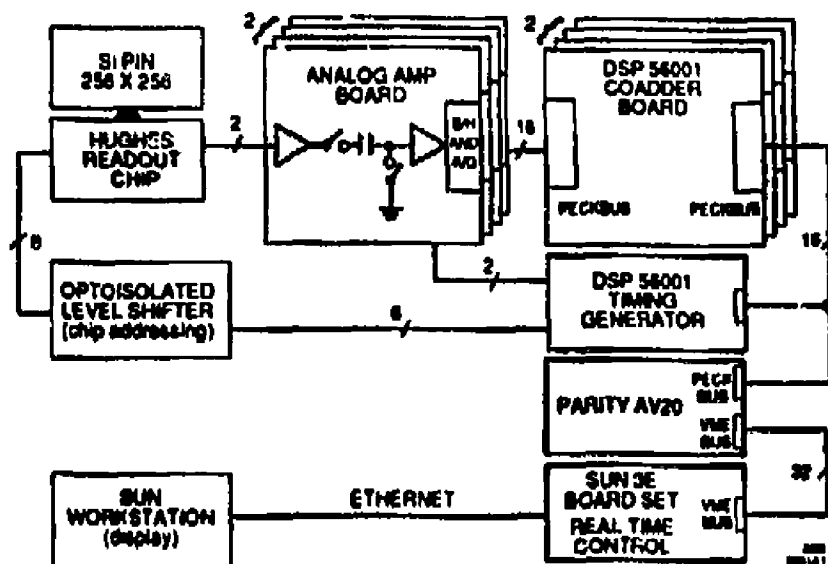 2
2
Si PIN
256 X 256
ANALOG AMP
BOARD
DSP 56001
COADDER
BOARD
HUGHES
READOUT
CHIP
2
S/H
AND
A/D
16
PECKBUS
PECKBUS
8
16
OPTOISOLATED
LEVEL SHIFTER
(chip addressing)
2
6
DSP 56001
TIMING
GENERATOR
PARITY AV20
PECK
BUS
VME
BUS
32
SUN
WORKSTATION
(display)
ETHERNET
SUN 3E
BOARD SET
REAL TIME
CONTROL
VME
BUS